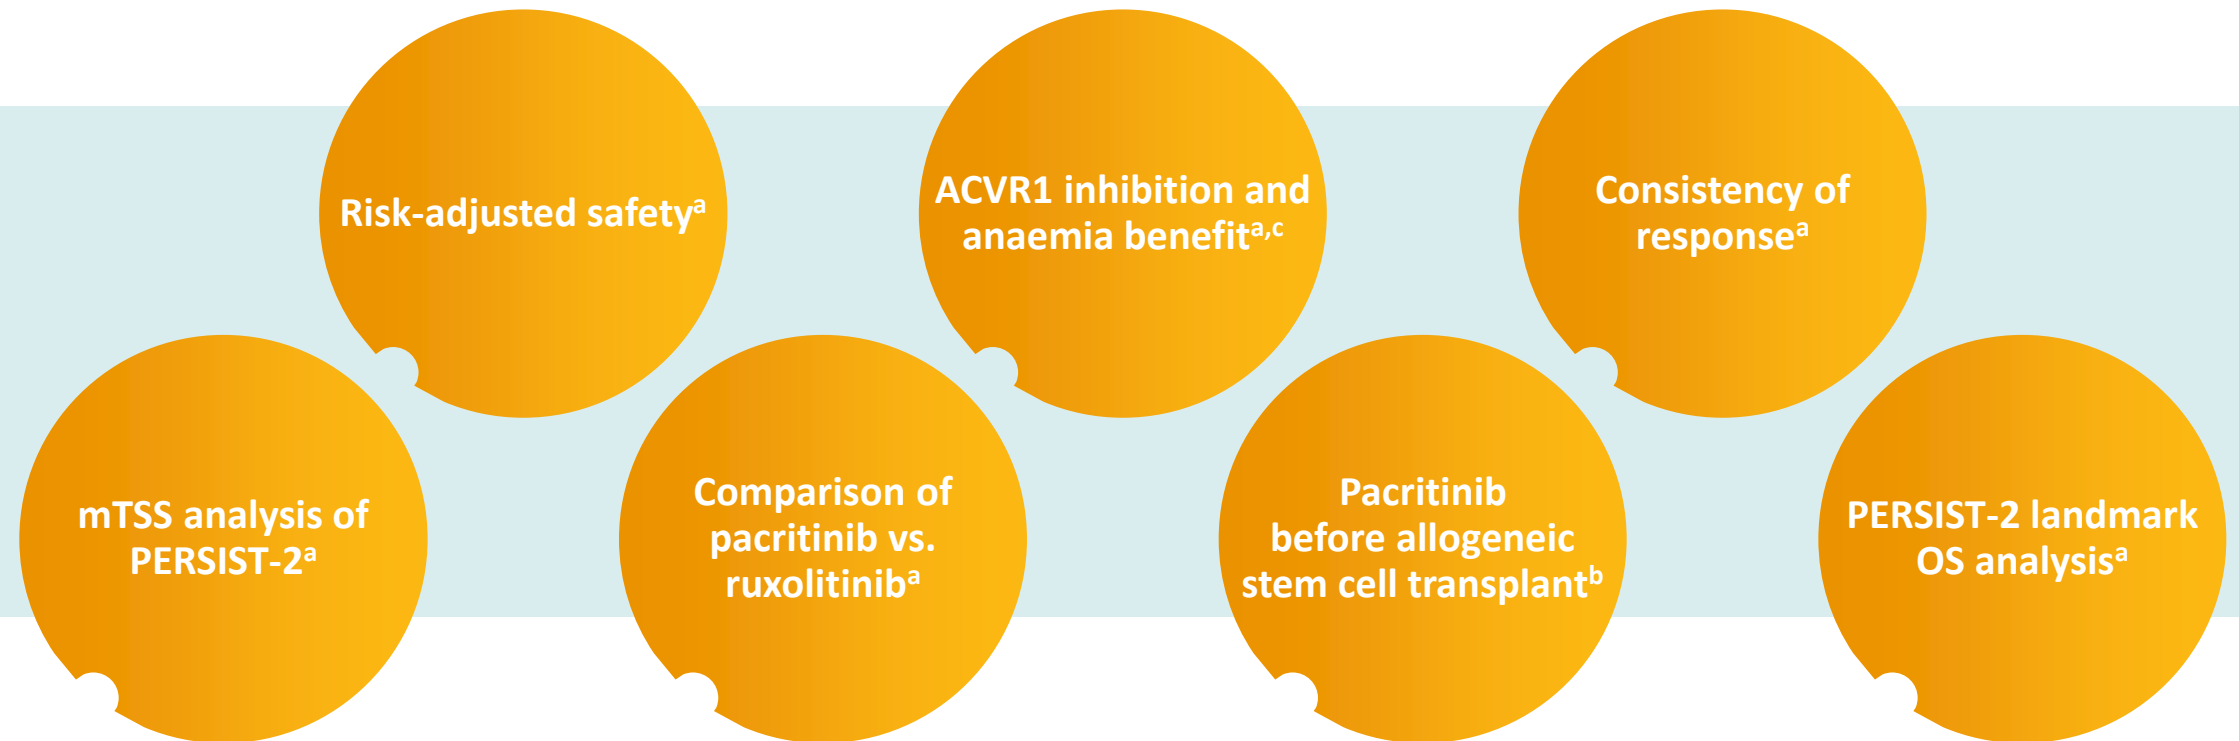 Risk-adjusted safetyᵃ
ACVR1 inhibition and
anaemia benefitᵃ,ᶜ
Consistency of
responseᵃ
mTSS analysis of
PERSIST-2ᵃ
Comparison of
pacritinib vs.
ruxolitinibᵃ
Pacritinib
before allogeneic
stem cell transplantᵇ
PERSIST-2 landmark
OS analysisᵃ